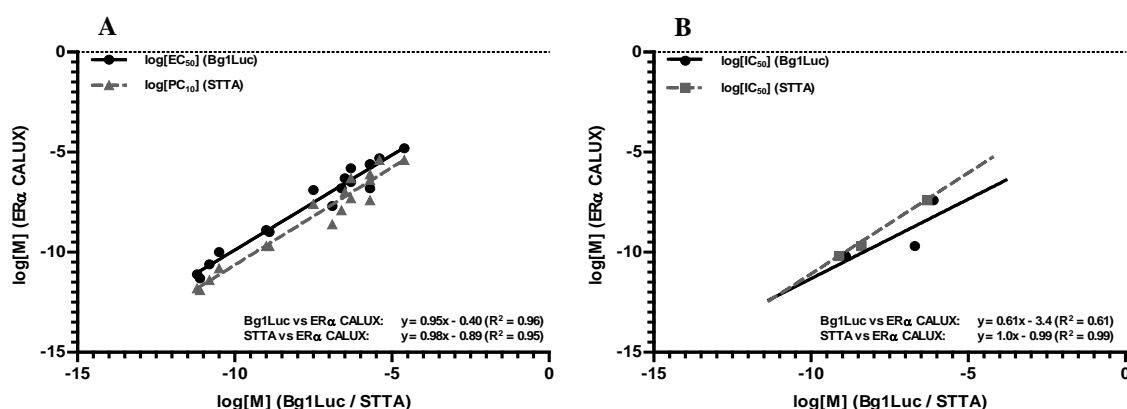 A
0
log[EC50] (Bg1Luc)
log[PC10] (STTA)
-5
-10
-15
log[M] (ERα CALUX)
Bg1Luc vs ERα CALUX: y = 0.95x - 0.40 (R² = 0.96)
STTA vs ERα CALUX: y = 0.98x - 0.89 (R² = 0.95)
-15 -10 -5 0
log[M] (Bg1Luc / STTA)
B
0
log[IC50] (Bg1Luc)
log[IC50] (STTA)
-5
-10
-15
log[M] (ERα CALUX)
Bg1Luc vs ERα CALUX: y = 0.61x - 3.4 (R² = 0.61)
STTA vs ERα CALUX: y = 1.0x - 0.99 (R² = 0.99)
-15 -10 -5 0
log[M] (Bg1Luc / STTA)